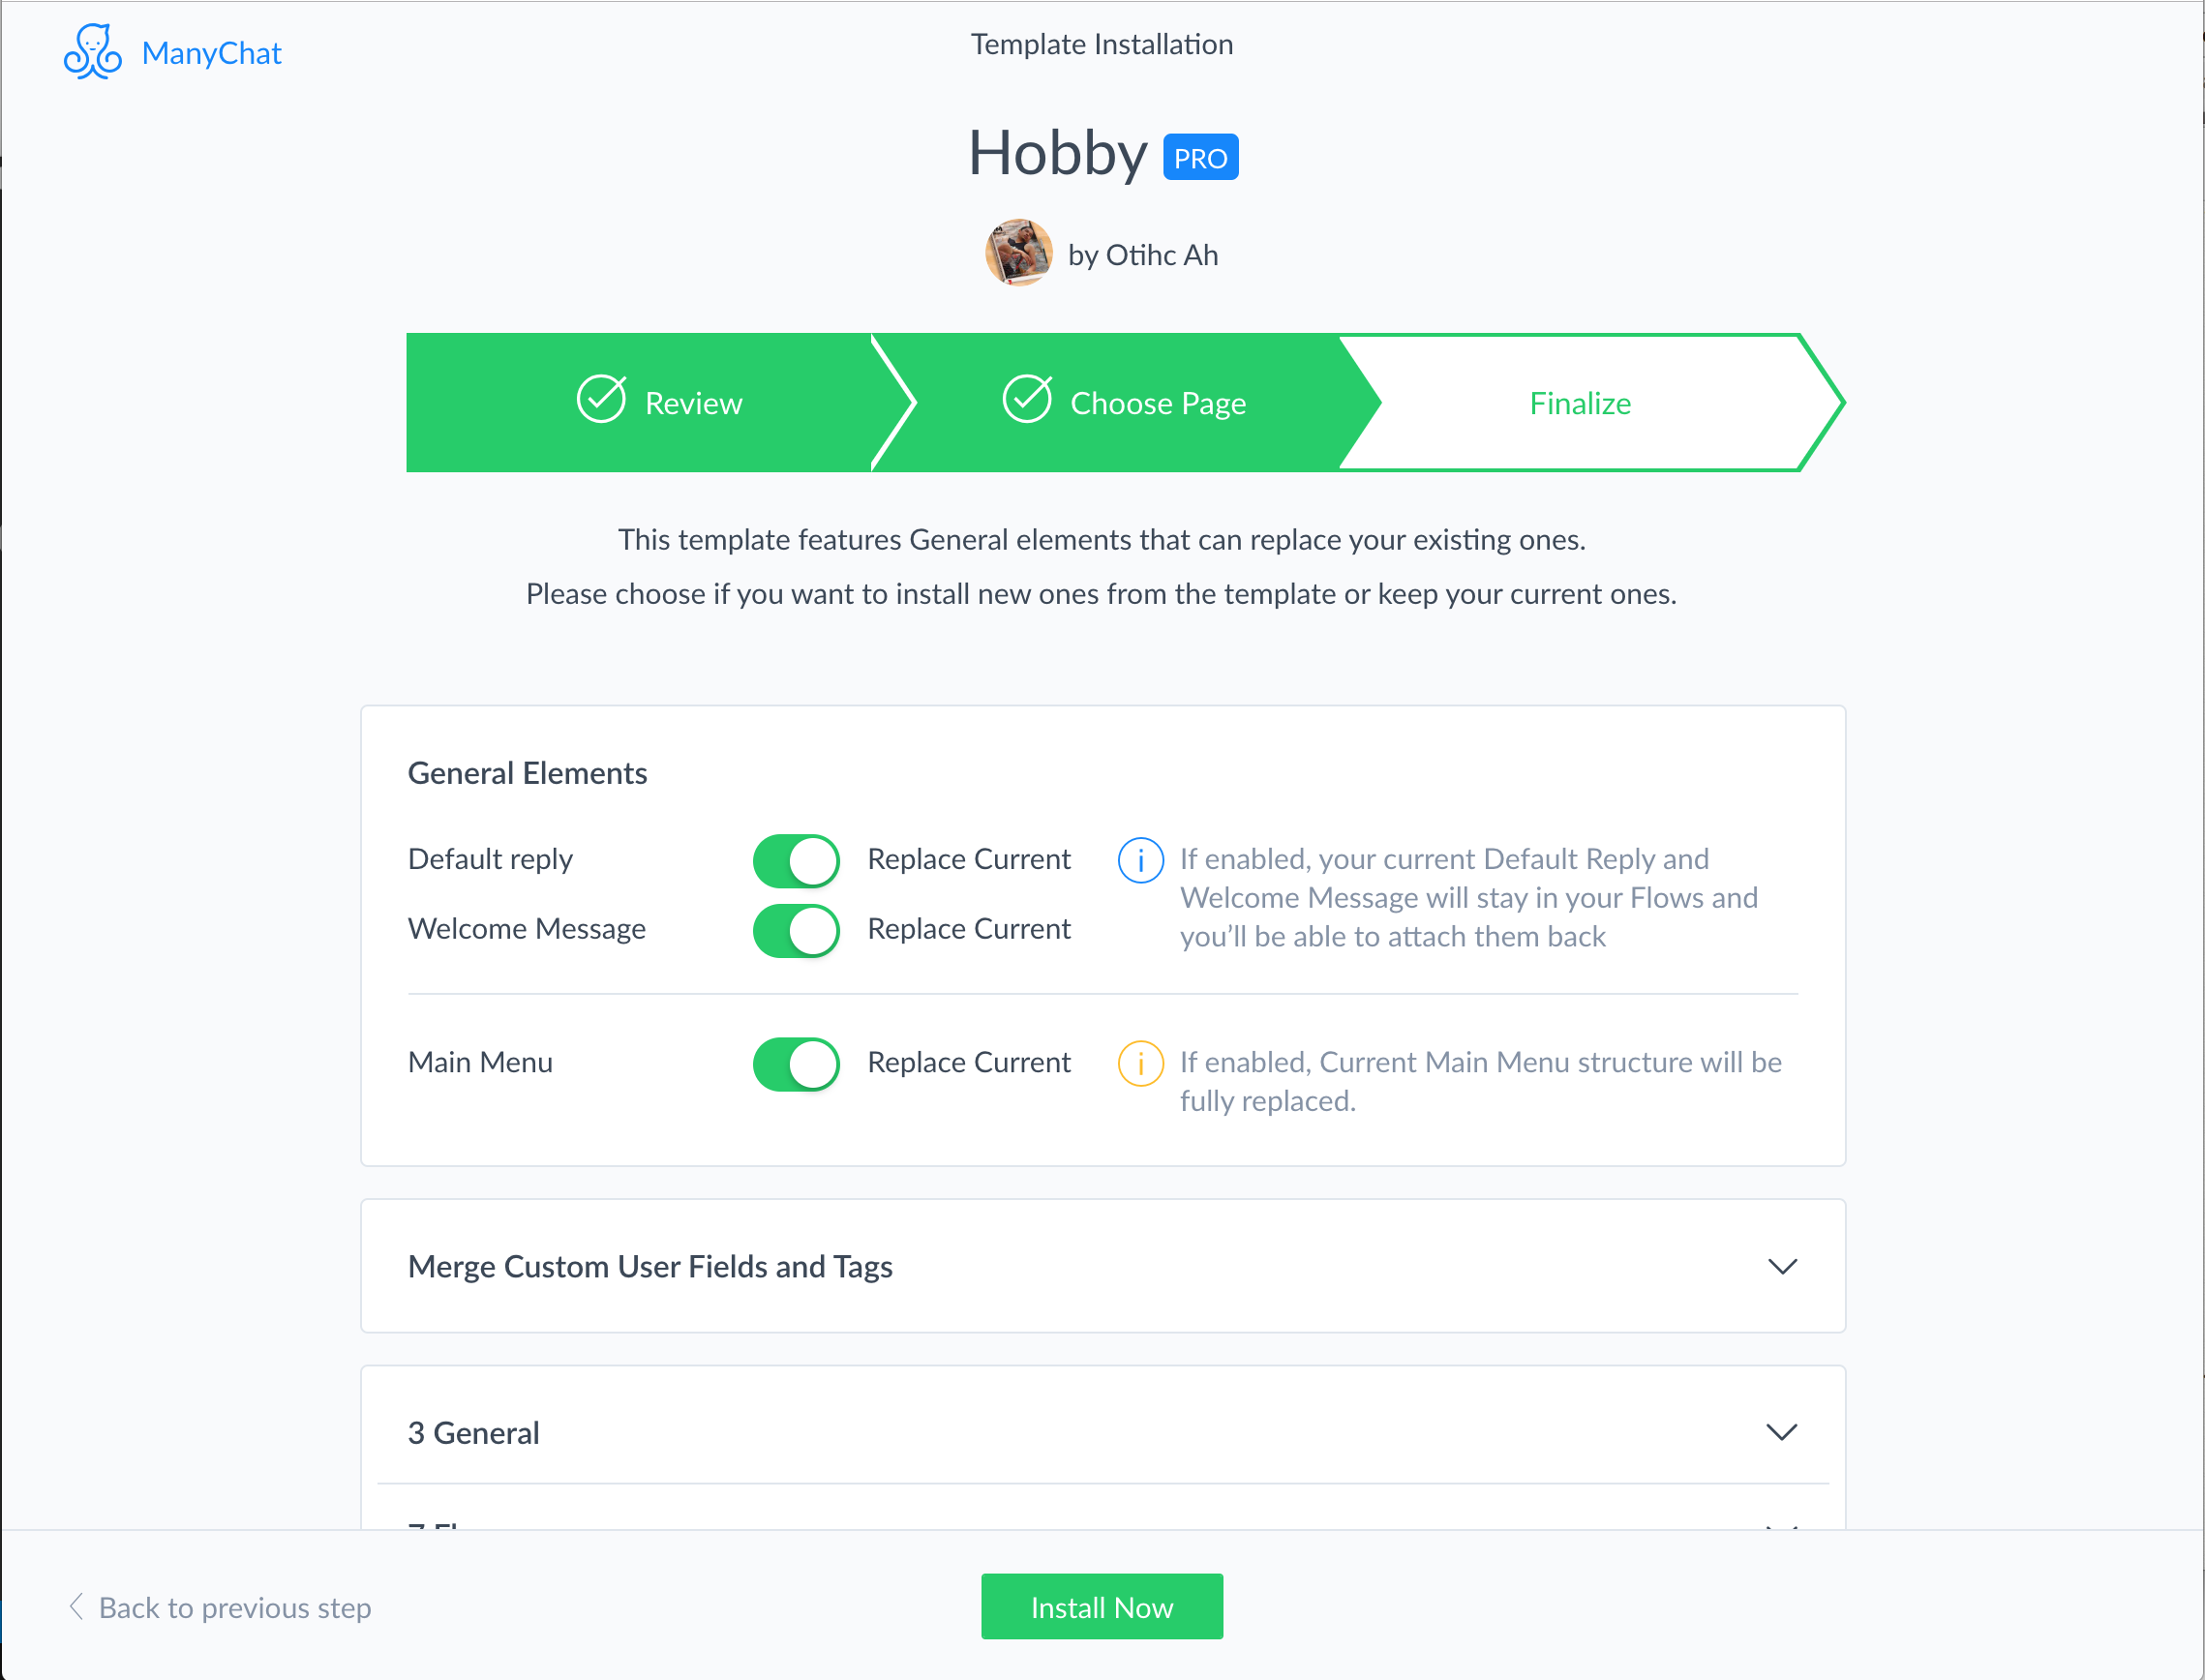 ManyChat
Template Installation
Hobby PRO
by Otihc Ah
Review
Choose Page
Finalize
This template features General elements that can replace your existing ones.
Please choose if you want to install new ones from the template or keep your current ones.
General Elements
Default reply
Replace Current
If enabled, your current Default Reply and
Welcome Message will stay in your Flows and
you’ll be able to attach them back
Welcome Message
Replace Current
Main Menu
Replace Current
If enabled, Current Main Menu structure will be
fully replaced.
Merge Custom User Fields and Tags
3 General
Back to previous step
Install Now